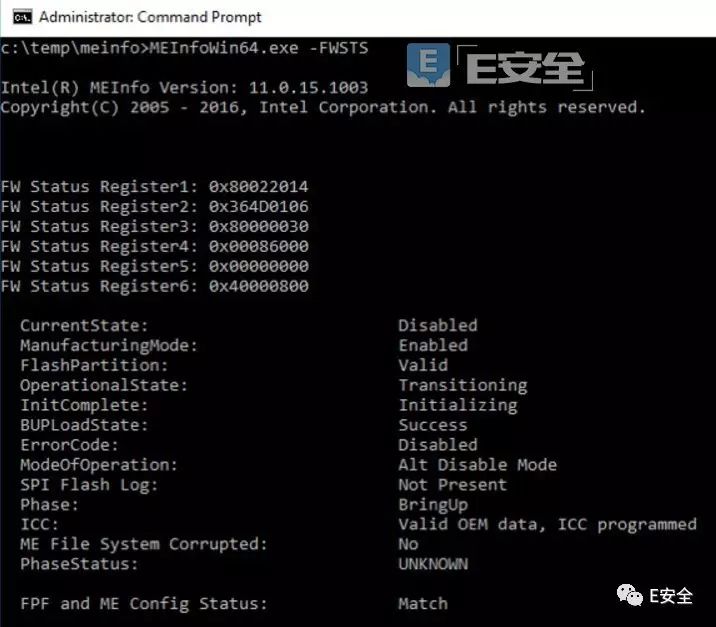 Administrator: Command Prompt
c:\temp\meinfo>MEInfoWin64.exe -FWSTS
E E安全
Intel(R) MEInfo Version: 11.0.15.1003
Copyright(C) 2005 - 2016, Intel Corporation. All rights reserved.
FW Status Register1: 0x80022014
FW Status Register2: 0x364D0106
FW Status Register3: 0x80000030
FW Status Register4: 0x00086000
FW Status Register5: 0x00000000
FW Status Register6: 0x40000800
CurrentState: Disabled
ManufacturingMode: Enabled
FlashPartition: Valid
OperationalState: Transitioning
InitComplete: Initializing
BUPLoadState: Success
ErrorCode: Disabled
ModeOfOperation: Alt Disable Mode
SPI Flash Log: Not Present
Phase: BringUp
ICC: Valid OEM data, ICC programmed
ME File System Corrupted: No
PhaseStatus: UNKNOWN
FPF and ME Config Status: Match
E安全